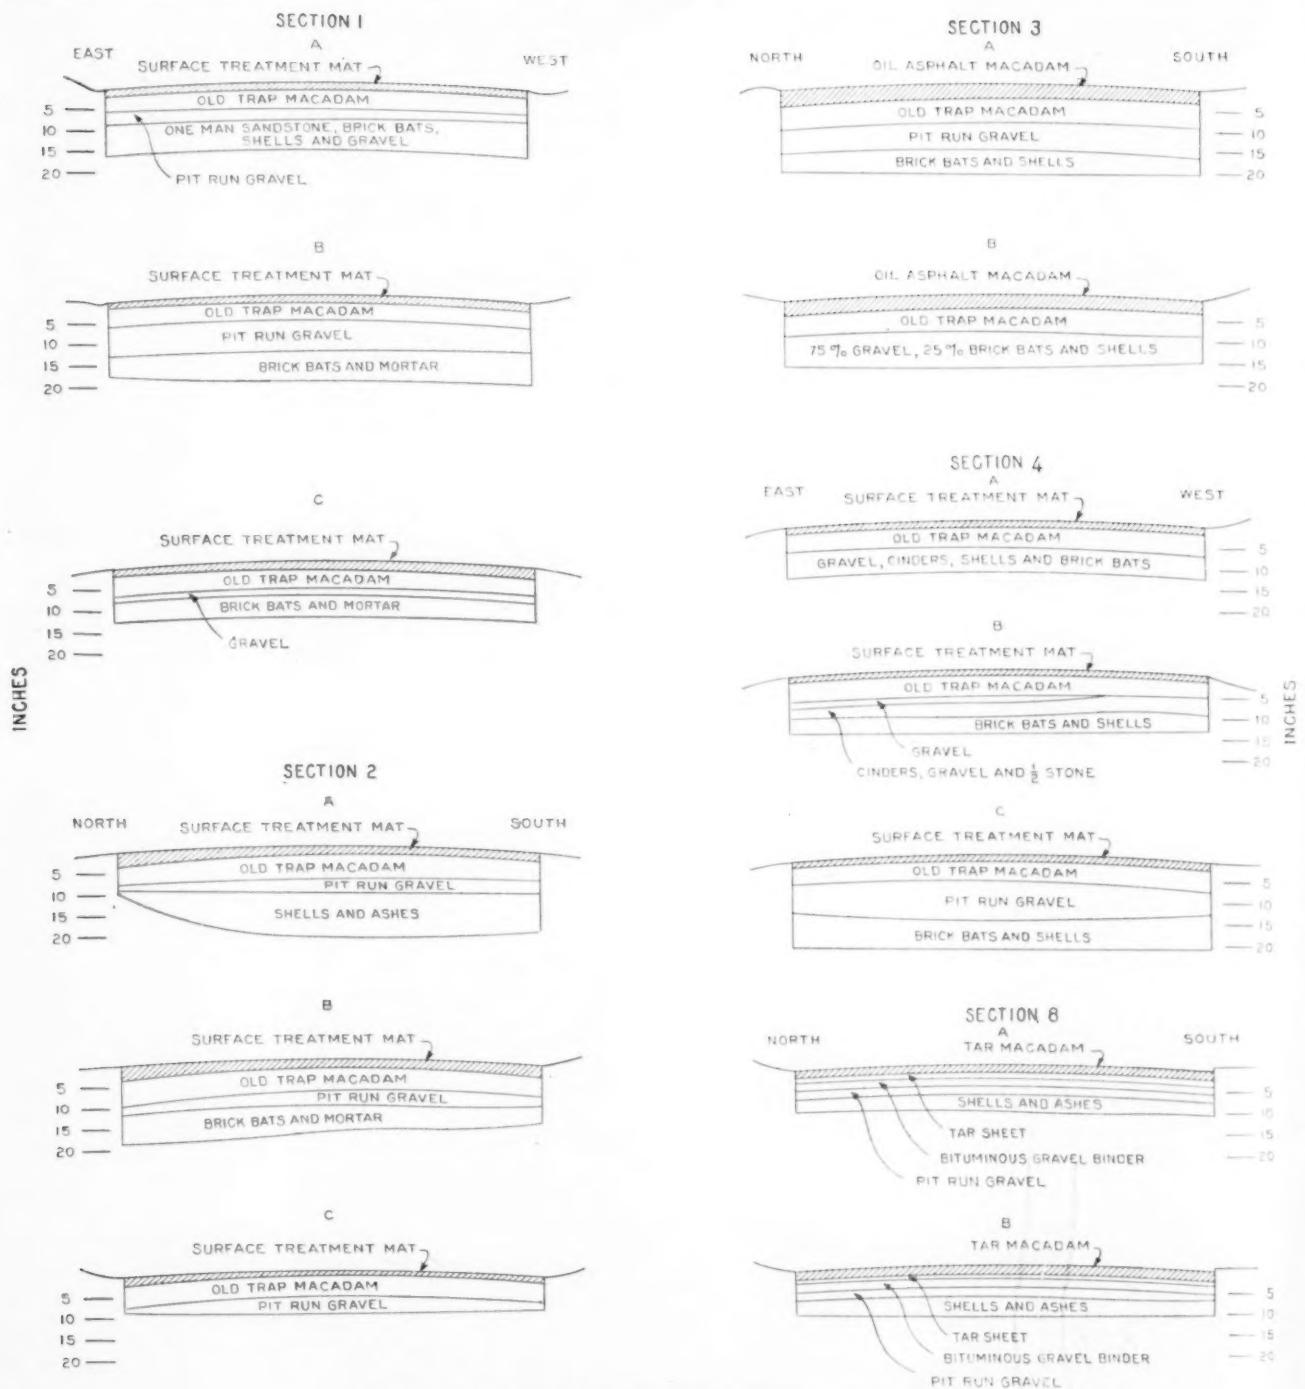 SECTION 1
A
EAST
WEST
SURFACE TREATMENT MAT
OLD TRAP MACADAM
ONE MAN SANDSTONE, BRICK BATS,
SHELLS AND GRAVEL
PIT RUN GRAVEL
5
10
15
20
B
SURFACE TREATMENT MAT
OLD TRAP MACADAM
PIT RUN GRAVEL
BRICK BATS AND MORTAR
5
10
15
20
C
SURFACE TREATMENT MAT
OLD TRAP MACADAM
BRICK BATS AND MORTAR
GRAVEL
5
10
15
20
INCHES
SECTION 2
A
NORTH
SOUTH
SURFACE TREATMENT MAT
OLD TRAP MACADAM
PIT RUN GRAVEL
SHELLS AND ASHES
5
10
15
20
B
SURFACE TREATMENT MAT
OLD TRAP MACADAM
PIT RUN GRAVEL
BRICK BATS AND MORTAR
5
10
15
20
C
SURFACE TREATMENT MAT
OLD TRAP MACADAM
PIT RUN GRAVEL
5
10
15
20
SECTION 3
A
NORTH
SOUTH
OIL ASPHALT MACADAM
OLD TRAP MACADAM
PIT RUN GRAVEL
BRICK BATS AND SHELLS
5
10
15
20
B
OIL ASPHALT MACADAM
OLD TRAP MACADAM
75% GRAVEL, 25% BRICK BATS AND SHELLS
5
10
15
20
SECTION 4
A
EAST
WEST
SURFACE TREATMENT MAT
OLD TRAP MACADAM
GRAVEL, CINDERS, SHELLS AND BRICK BATS
5
10
15
20
B
SURFACE TREATMENT MAT
OLD TRAP MACADAM
BRICK BATS AND SHELLS
GRAVEL
CINDERS, GRAVEL AND ½ STONE
5
10
15
20
INCHES
C
SURFACE TREATMENT MAT
OLD TRAP MACADAM
PIT RUN GRAVEL
BRICK BATS AND SHELLS
5
10
15
20
SECTION 8
A
NORTH
SOUTH
TAR MACADAM
SHELLS AND ASHES
TAR SHEET
BITUMINOUS GRAVEL BINDER
PIT RUN GRAVEL
5
10
15
20
B
TAR MACADAM
SHELLS AND ASHES
TAR SHEET
BITUMINOUS GRAVEL BINDER
PIT RUN GRAVEL
5
10
15
20